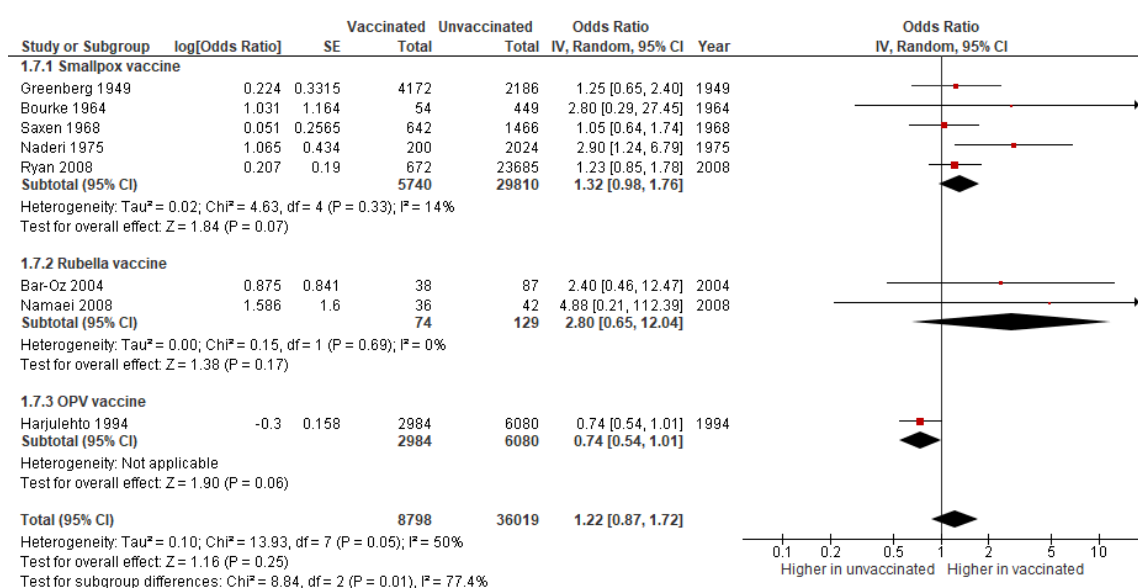 Vaccinated Unvaccinated Odds Ratio Odds Ratio
Study or Subgroup log[Odds Ratio] SE Total Total IV, Random, 95% CI Year IV, Random, 95% CI
1.7.1 Smallpox vaccine
Greenberg 1949 0.224 0.3315 4172 2186 1.25 [0.65, 2.40] 1949
Bourke 1964 1.031 1.164 54 449 2.80 [0.29, 27.45] 1964
Saxen 1968 0.051 0.2565 642 1466 1.05 [0.64, 1.74] 1968
Naderi 1975 1.065 0.434 200 2024 2.90 [1.24, 6.79] 1975
Ryan 2008 0.207 0.19 672 23685 1.23 [0.85, 1.78] 2008
Subtotal (95% CI) 5740 29810 1.32 [0.98, 1.76]
Heterogeneity: Tau² = 0.02; Chi² = 4.63, df = 4 (P = 0.33); I² = 14%
Test for overall effect: Z = 1.84 (P = 0.07)
1.7.2 Rubella vaccine
Bar-Oz 2004 0.875 0.841 38 87 2.40 [0.46, 12.47] 2004
Namaei 2008 1.586 1.6 36 42 4.88 [0.21, 112.39] 2008
Subtotal (95% CI) 74 129 2.80 [0.65, 12.04]
Heterogeneity: Tau² = 0.00; Chi² = 0.15, df = 1 (P = 0.69); I² = 0%
Test for overall effect: Z = 1.38 (P = 0.17)
1.7.3 OPV vaccine
Harjulehto 1994 -0.3 0.158 2984 6080 0.74 [0.54, 1.01] 1994
Subtotal (95% CI) 2984 6080 0.74 [0.54, 1.01]
Heterogeneity: Not applicable
Test for overall effect: Z = 1.90 (P = 0.06)
Total (95% CI) 8798 36019 1.22 [0.87, 1.72]
Heterogeneity: Tau² = 0.10; Chi² = 13.93, df = 7 (P = 0.05); I² = 50%
Test for overall effect: Z = 1.16 (P = 0.25)
Test for subgroup differences: Chi² = 8.84, df = 2 (P = 0.01), I² = 77.4%
0.1 0.2 0.5 1 2 5 10
Higher in unvaccinated Higher in vaccinated